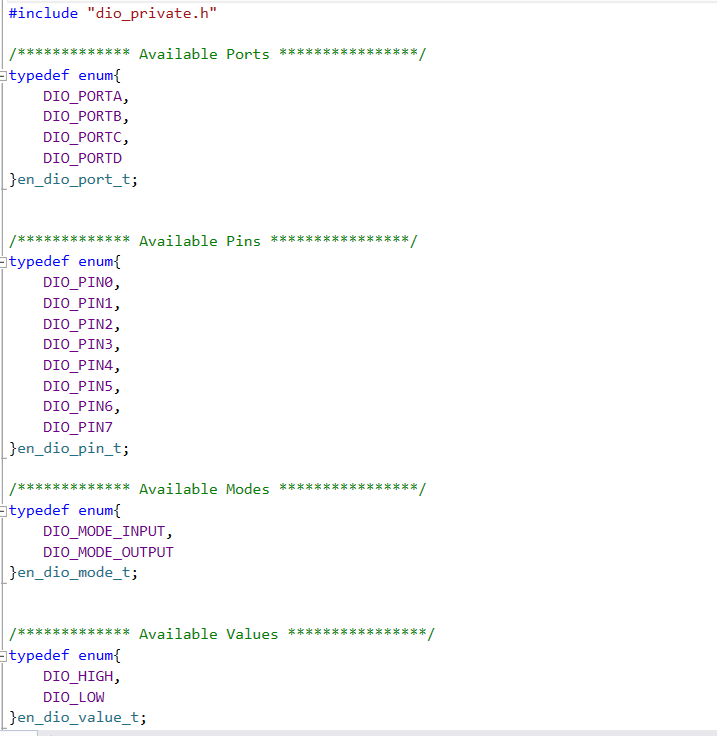 #include "dio_private.h"
/************* Available Ports ****************/
typedef enum{
DIO_PORTA,
DIO_PORTB,
DIO_PORTC,
DIO_PORTD
}en_dio_port_t;
/************* Available Pins ****************/
typedef enum{
DIO_PIN0,
DIO_PIN1,
DIO_PIN2,
DIO_PIN3,
DIO_PIN4,
DIO_PIN5,
DIO_PIN6,
DIO_PIN7
}en_dio_pin_t;
/************* Available Modes ****************/
typedef enum{
DIO_MODE_INPUT,
DIO_MODE_OUTPUT
}en_dio_mode_t;
/************* Available Values ****************/
typedef enum{
DIO_HIGH,
DIO_LOW
}en_dio_value_t;